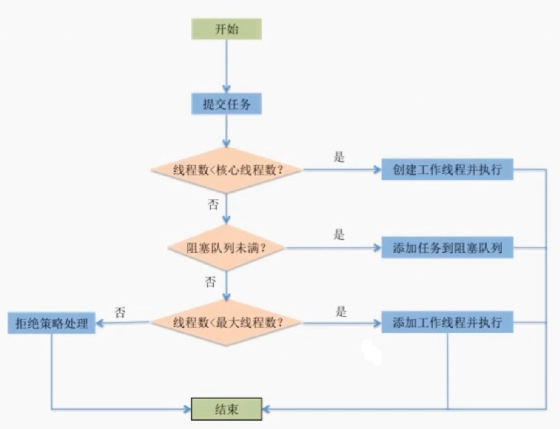 开始
提交任务
线程数<核心线程数?
是
创建工作线程并执行
否
阻塞队列未满?
是
添加任务到阻塞队列
否
拒绝策略处理
否
线程数<最大线程数?
是
添加工作线程并执行
结束